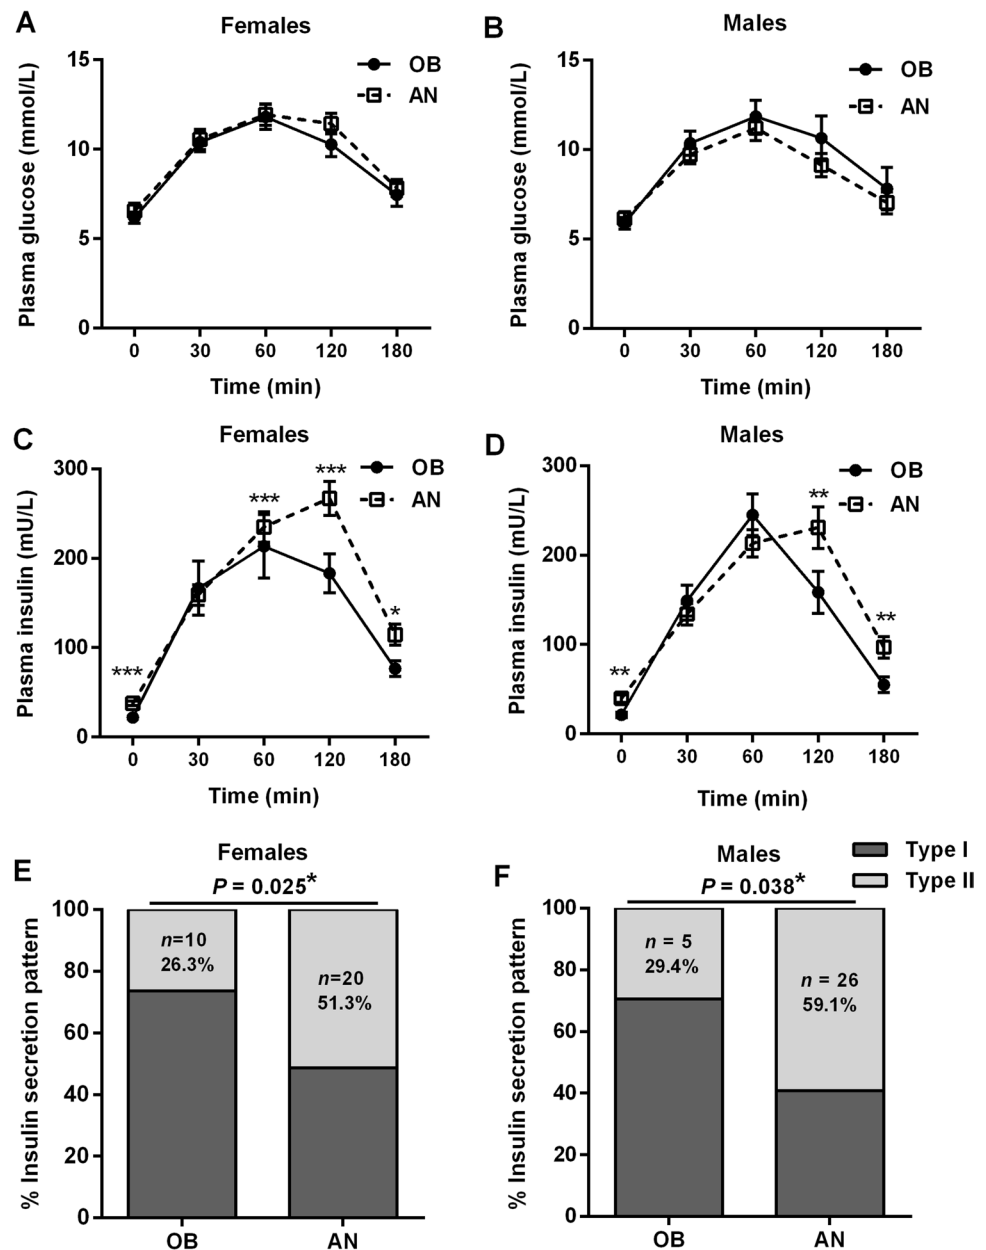 A
Females
OB
AN
Plasma glucose (mmol/L)
15
10
5
0
0 30 60 120 180
Time (min)
B
Males
OB
AN
Plasma glucose (mmol/L)
15
10
5
0
0 30 60 120 180
Time (min)
C
Females
OB
AN
Plasma insulin (mU/L)
300
200
100
0
***
***
***
*
0 30 60 120 180
Time (min)
D
Males
OB
AN
Plasma insulin (mU/L)
300
200
100
0
**
**
**
0 30 60 120 180
Time (min)
E
Females
P = 0.025*
% Insulin secretion pattern
100
80
60
40
20
0
n=10
26.3%
n=20
51.3%
OB AN
F
Males
P = 0.038*
Type I
Type II
% Insulin secretion pattern
100
80
60
40
20
0
n = 5
29.4%
n = 26
59.1%
OB AN